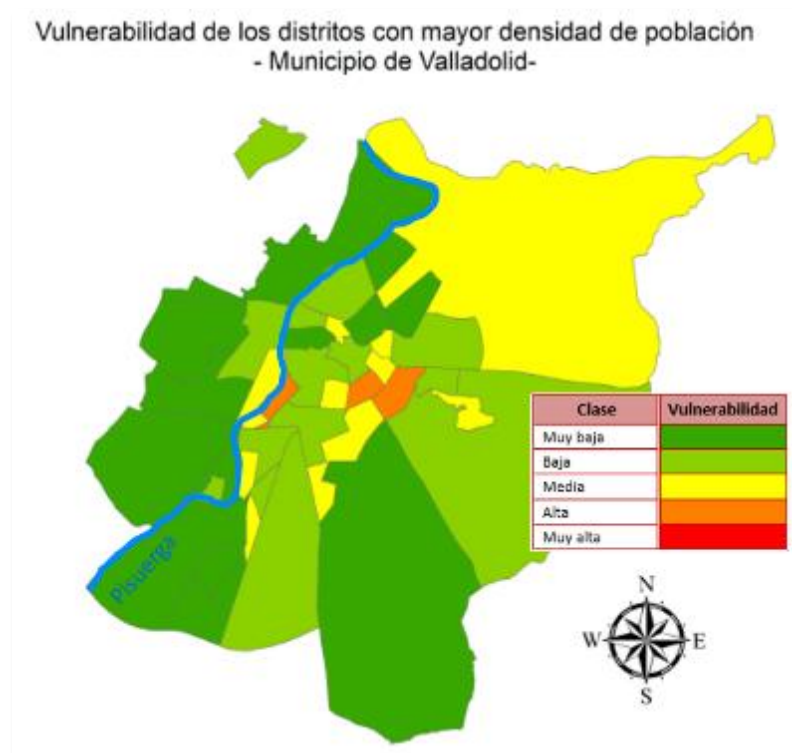 Vulnerabilidad de los distritos con mayor densidad de población
- Municipio de Valladolid-
Pisuerga
Clase Vulnerabilidad
Muy baja
Baja
Media
Alta
Muy alta
N
W E
S